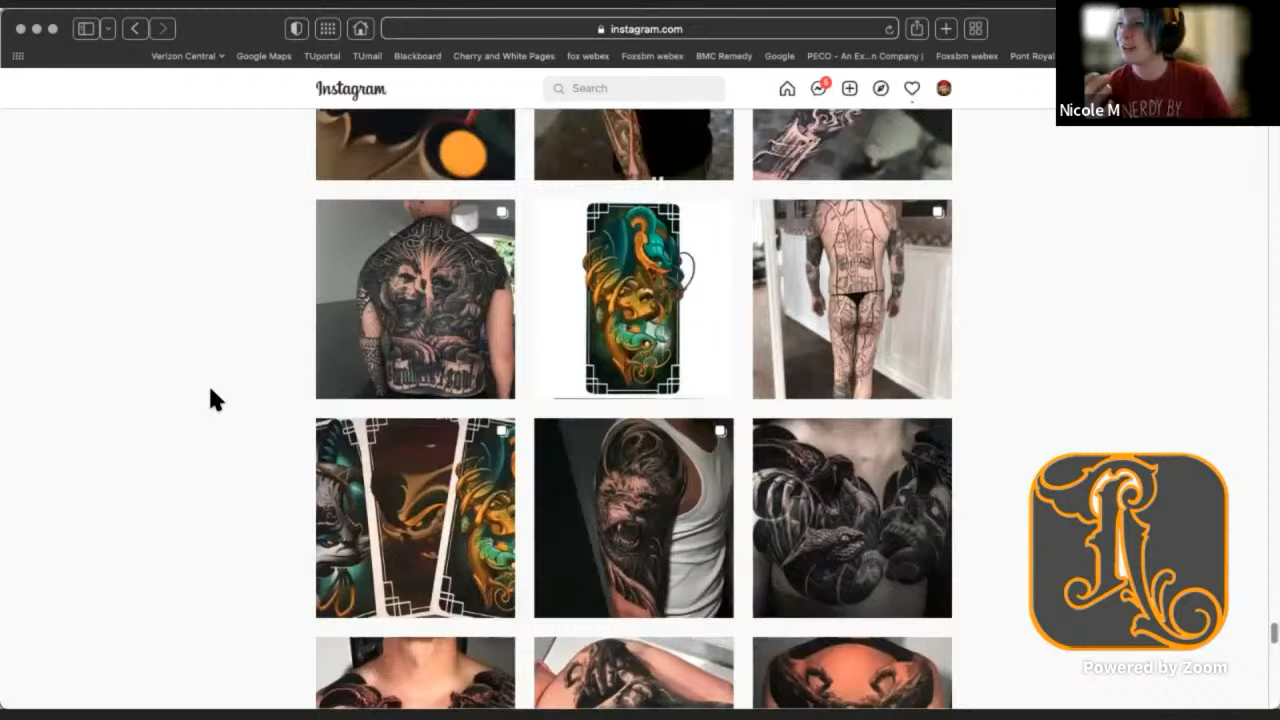 instagram.com
Verizon Central
Google Maps
TUportal
TUmail
Blackboard
Cherry and White Pages
fox webex
Foxsbm webex
BMC Remedy
Google
PECO - An Ex...n Company |
Foxsbm webex
Pont Royal
Instagram
Search
6
NERDY BY
Nicole M
Powered by Zoom